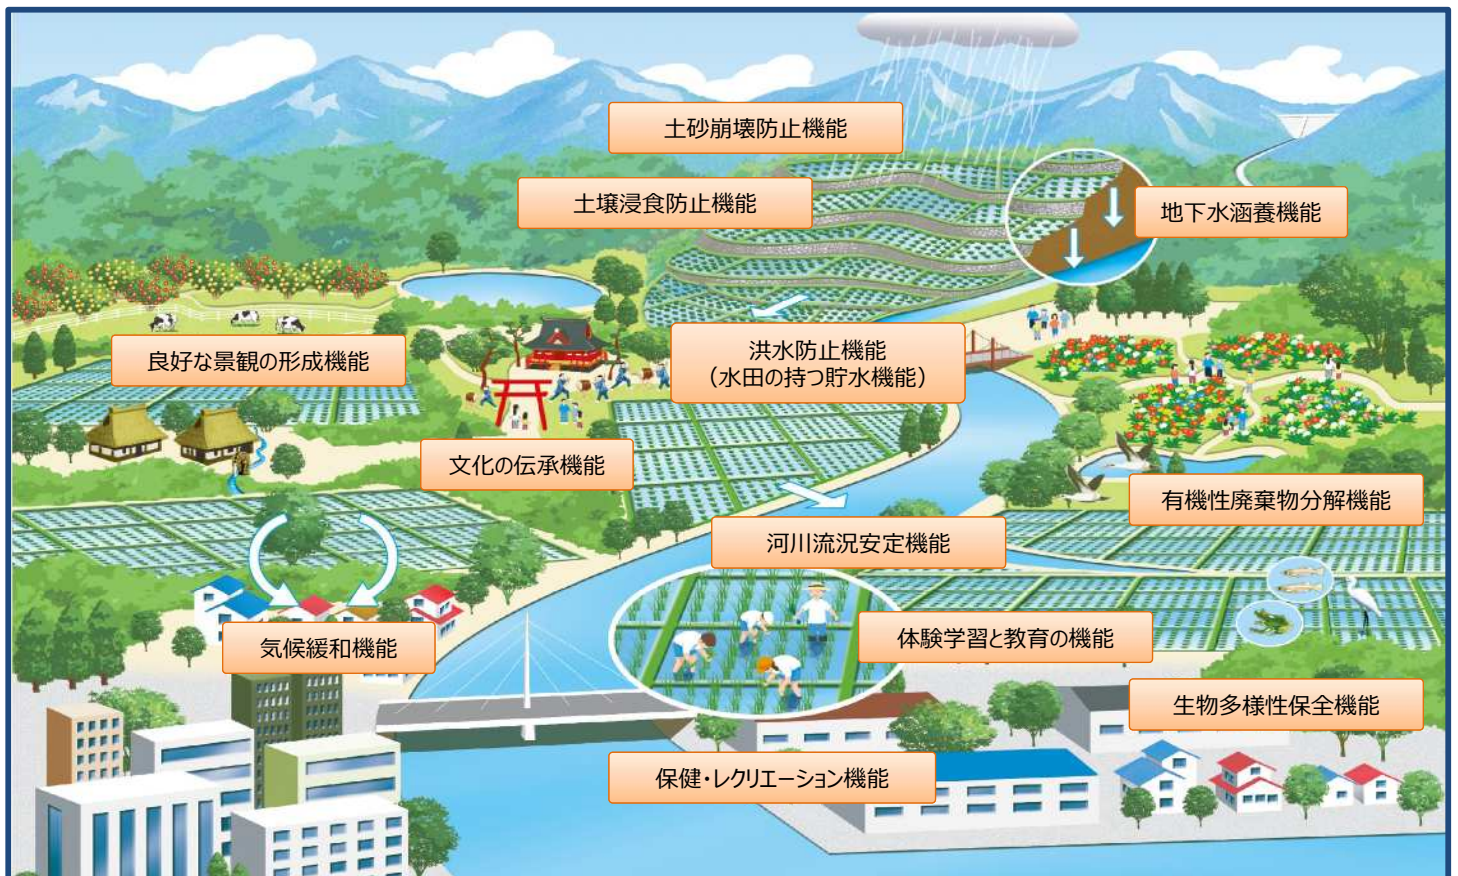 土砂崩壊防止機能
土壌浸食防止機能
地下水涵養機能
良好な景観の形成機能
洪水防止機能
（水田の持つ貯水機能）
文化の伝承機能
有機性廃棄物分解機能
河川流況安定機能
気候緩和機能
体験学習と教育の機能
生物多様性保全機能
保健・レクリエーション機能